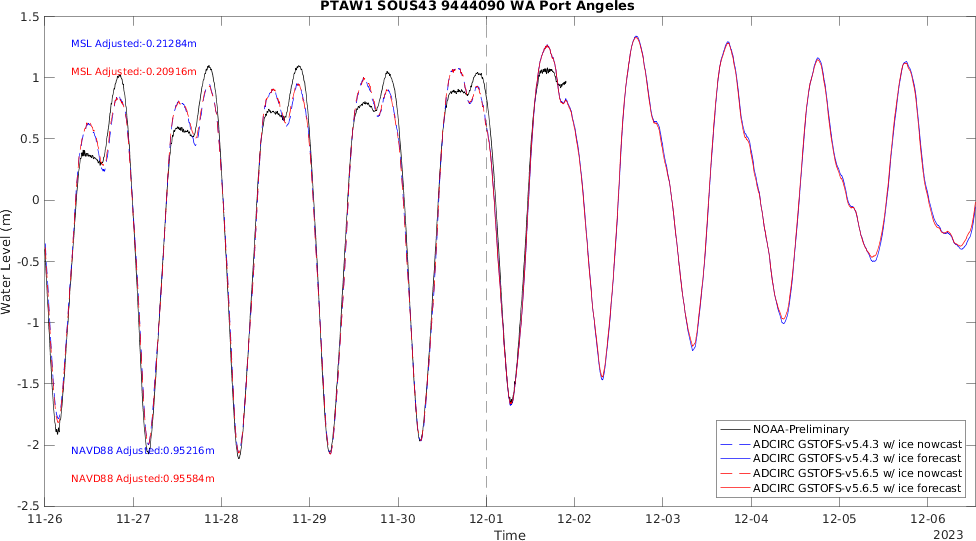 PTAW1 SOUS43 9444090 WA Port Angeles
1.5
1
0.5
0
-0.5
-1
-1.5
-2
-2.5
Water Level (m)
MSL Adjusted:-0.21284m
MSL Adjusted:-0.20916m
NAVD88 Adjusted:0.95216m
NAVD88 Adjusted:0.95584m
NOAA-Preliminary
ADCIRC GSTOFS-v5.4.3 w/ ice nowcast
ADCIRC GSTOFS-v5.4.3 w/ ice forecast
ADCIRC GSTOFS-v5.6.5 w/ ice nowcast
ADCIRC GSTOFS-v5.6.5 w/ ice forecast
11-26 11-27 11-28 11-29 11-30 12-01 12-02 12-03 12-04 12-05 12-06
Time
2023